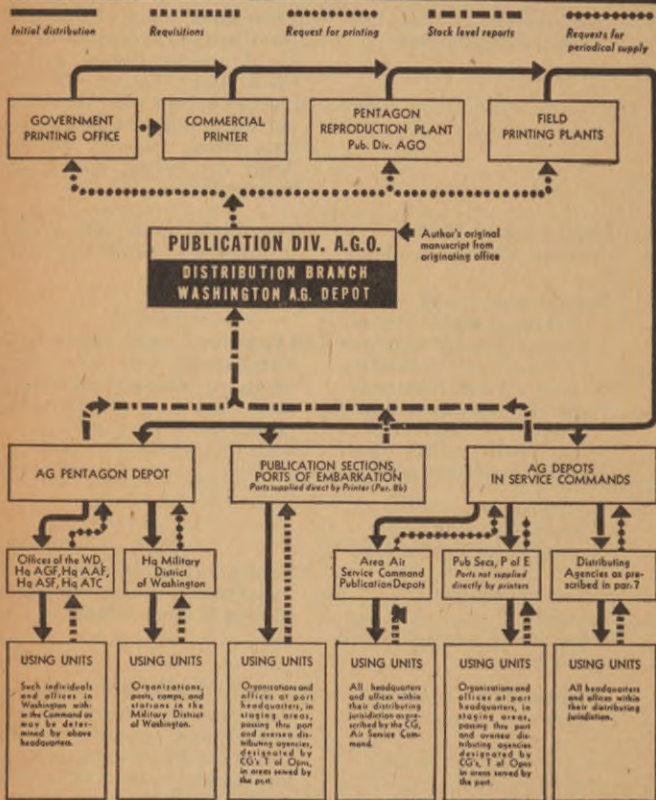 Initial distribution
Requisitions
Request for printing
Stock level reports
Requests for
periodical supply
GOVERNMENT
PRINTING OFFICE
COMMERCIAL
PRINTER
PENTAGON
REPRODUCTION PLANT
Pub. Div. AGO
FIELD
PRINTING PLANTS
PUBLICATION DIV. A.G.O.
DISTRIBUTION BRANCH
WASHINGTON A.G. DEPOT
Author's original
manuscript from
originating office
AG PENTAGON DEPOT
PUBLICATION SECTIONS,
PORTS OF EMBARKATION
Ports supplied direct by Printer (Par. 8b)
AG DEPOTS
IN SERVICE COMMANDS
Offices of the WD,
Hq AGF, Hq AAF,
Hq ASF, Hq ATC
Hq Military
District
of Washington
Area Air
Service Command
Publication Depots
Pub Secs, P of E
Ports not supplied
directly by printers
Distributing
Agencies as pre-
scribed in par. 7
USING UNITS
Such individuals
and offices in
Washington with-
in the Command as
may be deter-
mined by above
headquarters.
USING UNITS
Organizations,
posts, camps, and
stations in the
Military District
of Washington.
USING UNITS
Organizations and
offices at port
headquarters, in
staging areas,
passing thru port
and oversea dis-
tributing agencies,
designated by
CG's T of Opns,
in areas served by
the port.
USING UNITS
All headquarters
and offices within
their distributing
jurisdiction as pre-
scribed by the CG,
Air Service Com-
mand.
USING UNITS
Organizations and
offices at port
headquarters, in
staging areas,
passing thru port
and oversea dis-
tributing agencies
designated by
CG's, T of Opns
in areas served by
the port.
USING UNITS
All headquarters
and offices within
their distributing
jurisdiction.